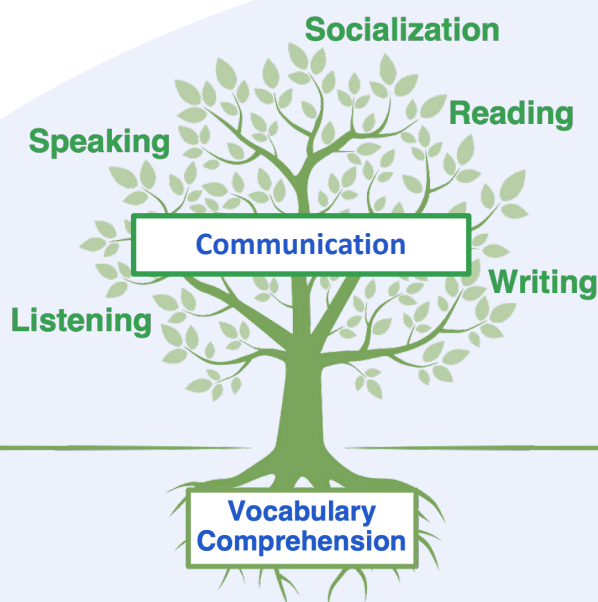 Socialization
Reading
Speaking
Communication
Writing
Listening
Vocabulary
Comprehension